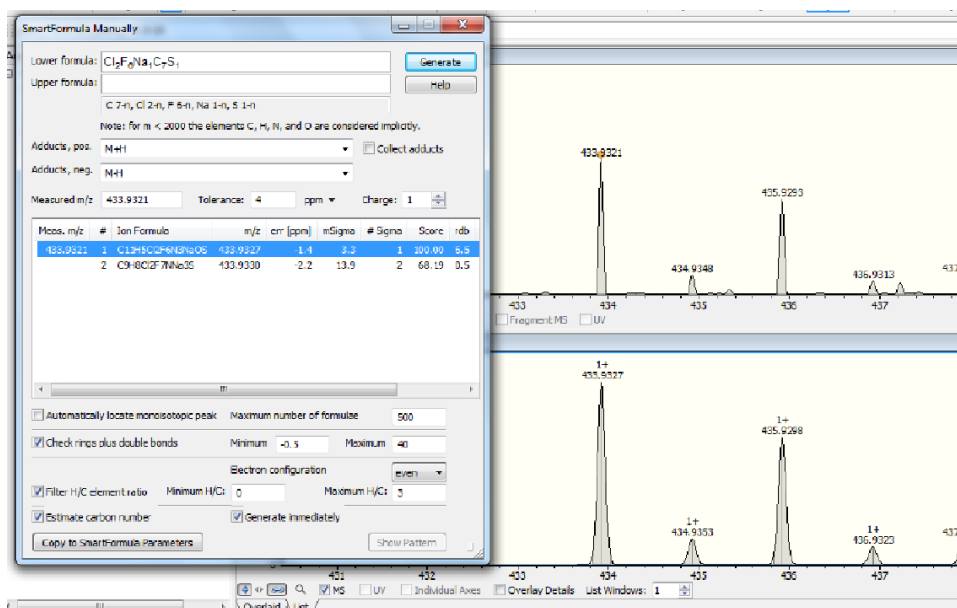 SmartFormula Manually
Lower formula: Cl₂F₆Na₁C₇S₁
Generate
Upper formula:
Help
C 7-n, Cl 2-n, F 6-n, Na 1-n, S 1-n
Note: for m < 2000 the elements C, H, N, and O are considered implicitly.
Adducts, pos. M+H
Collect adducts
Adducts, neg. M-H
Measured m/z 433.9321 Tolerance: 4 ppm Charge: 1
Meas. m/z # Ion Formula m/z err [ppm] mSigma # Sigma Score rdb
433.9321 1 C11H5Cl2F6N3NaOS 433.9327 -1.4 3.3 1 100.00 6.5
2 C9H8Cl2F7NNa3S 433.9330 -2.2 13.9 2 68.19 0.5
Automatically locate monoisotopic peak Maximum number of formulae 500
Check rings plus double bonds Minimum -0.5 Maximum 40
Electron configuration even
Filter H/C element ratio Minimum H/C: 0 Maximum H/C: 3
Estimate carbon number Generate immediately
Copy to SmartFormula Parameters Show Pattern
433.9321
435.9293
434.9348
436.9313
437
433 434 435 436 437
Fragment MS UV
1+
433.9327
1+
435.9298
1+
434.9353
1+
436.9323
437
431 432 433 434 435 436 437
MS UV Individual Axes Overlay Details List Windows: 1
Overlaid List